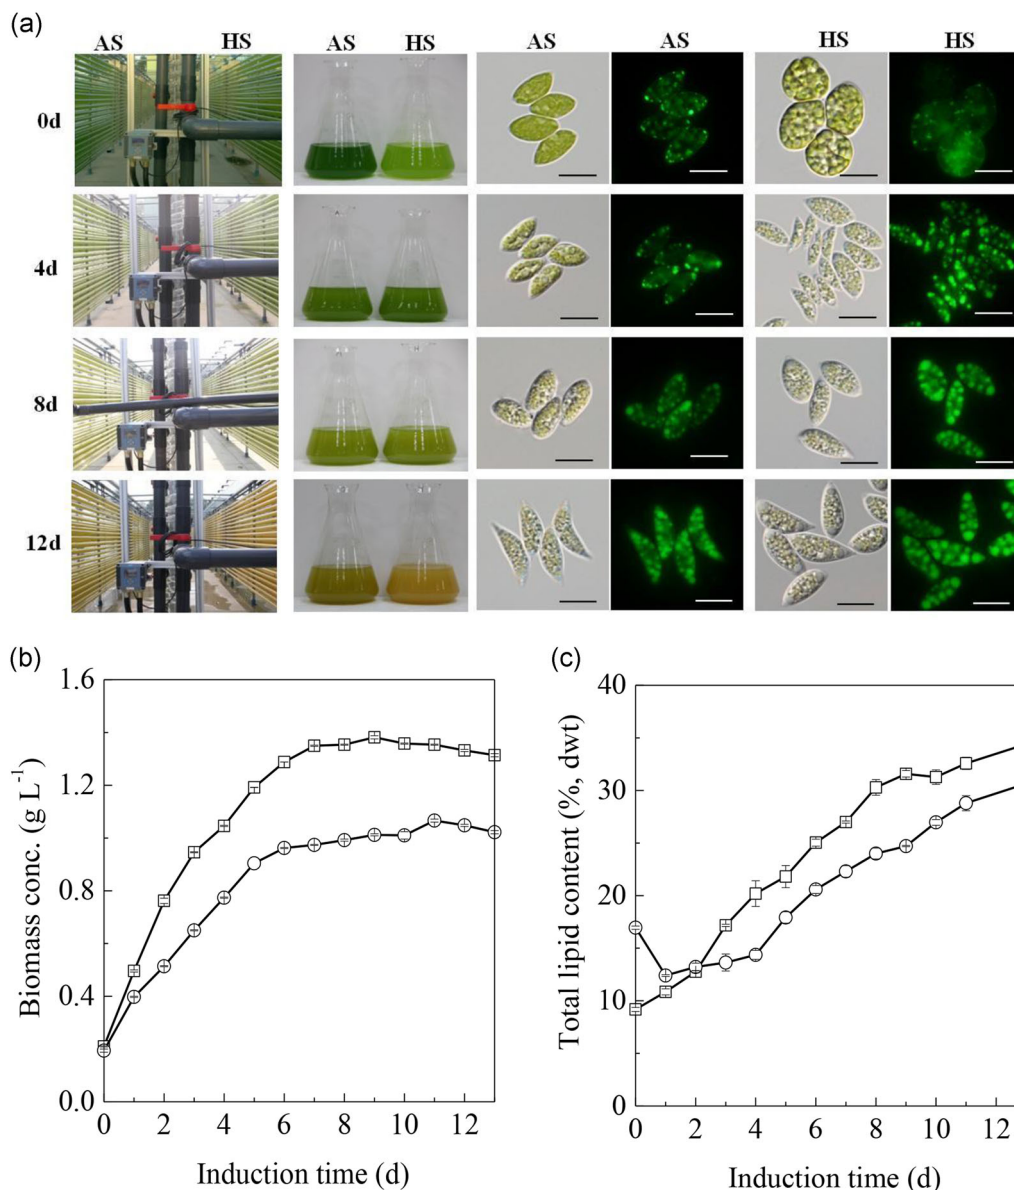 (a)
AS HS AS HS AS AS HS HS
0d
4d
8d
12d
(b)
1.6
1.2
0.8
0.4
0.0
Biomass conc. (g L⁻¹)
0 2 4 6 8 10 12
Induction time (d)
(c)
40
30
20
10
0
Total lipid content (%, dwt)
0 2 4 6 8 10 12
Induction time (d)